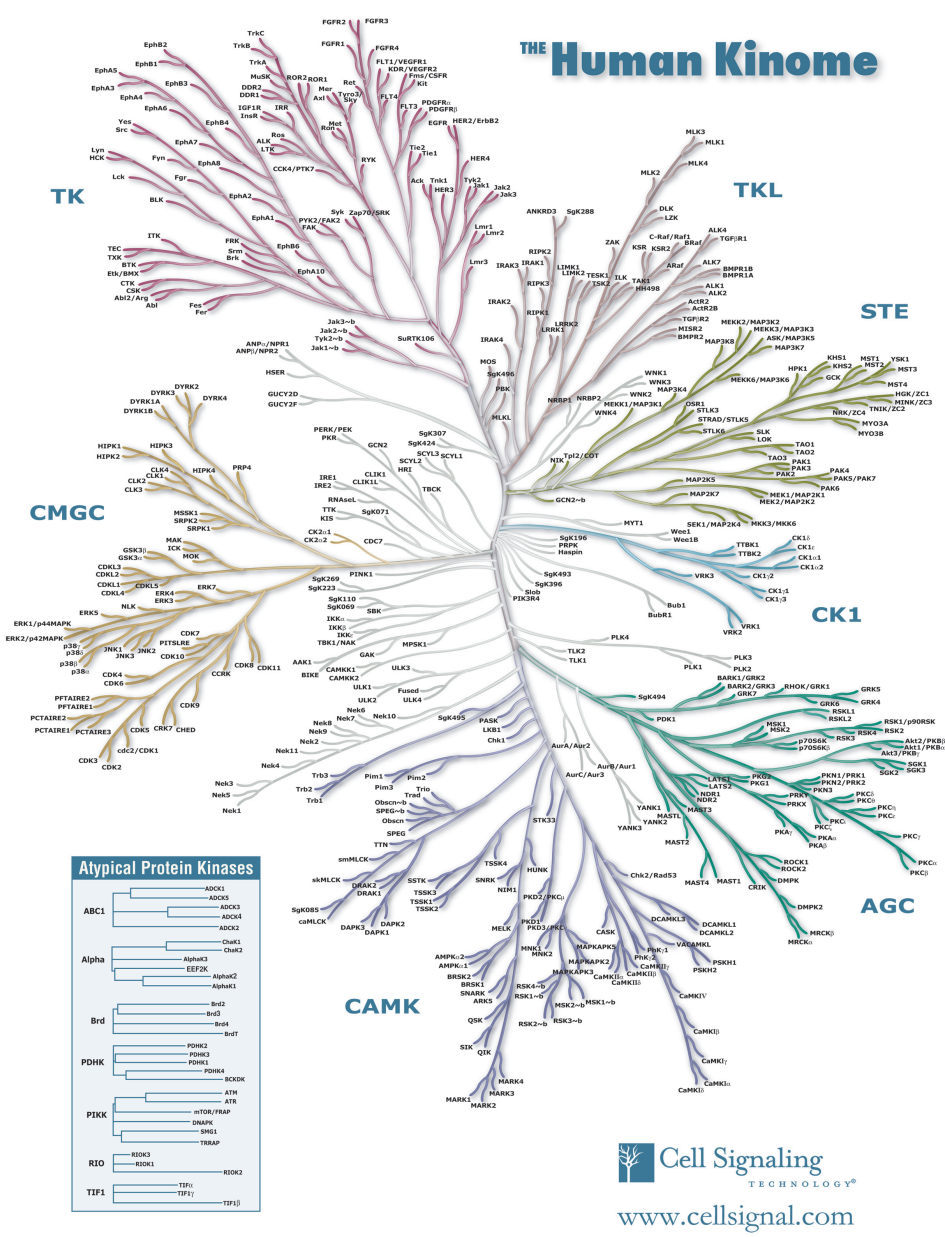 THE Human Kinome
TK
TKL
STE
CK1
AGC
CAMK
CMGC
FGFR2
FGFR3
TrkC
TrkB
FGFR1
FGFR4
TrkA
FLT1/VEGFR1
KDR/VEGFR2
Fms/CSFR
Kit
EphB2
EphB1
EphA5
EphA3
EphB3
EphA4
EphA6
MuSK
ROR2
ROR1
DDR2
DDR1
Ret
Mer
Axl
Tyro3/
Sky
FLT4
FLT3
PDGFRα
PDGFRβ
IGF1R
IRR
InsR
EGFR
HER2/ErbB2
Yes
Src
EphB4
Met
Ron
Ros
ALK
LTK
EphA7
Lyn
HCK
Fyn
EphA8
CCK4/PTK7
RYK
Tie2
Tie1
HER4
Lck
Fgr
Ack
Tnk1
HER3
Tyk2
Jak1
Jak2
Jak3
BLK
EphA2
EphA1
Syk
Zap70/SRK
PYK2/FAK2
FAK
Lmr1
Lmr2
ITK
FRK
Srm
Brk
EphB6
TEC
TXK
BTK
Etk/BMX
CTK
CSK
Abl2/Arg
Abl
Fes
Fer
EphA10
Lmr3
Jak3~b
Jak2~b
Tyk2~b
Jak1~b
SuRTK106
MLK3
MLK1
MLK4
MLK2
ANKRD3
SgK288
DLK
LZK
ZAK
C-Raf/Raf1
KSR
KSR2
BRaf
ALK4
TGFβR1
RIPK2
IRAK3
IRAK1
LIMK1
LIMK2
TESK1
TSK2
ILK
TAK1
HH498
ARaf
ALK7
BMPR1B
BMPR1A
RIPK3
ALK1
ALK2
IRAK2
RIPK1
LRRK2
LRRK1
ActR2
ActR2B
TGFβR2
MISR2
BMPR2
IRAK4
MOS
SgK496
PBK
MLKL
NRBP1
NRBP2
WNK1
WNK3
WNK2
WNK4
MEKK2/MAP3K2
MEKK3/MAP3K3
ASK/MAP3K5
MAP3K8
MAP3K7
MEKK6/MAP3K6
MAP3K4
MEKK1/MAP3K1
OSR1
STLK3
STRAD/STLK5
STLK6
HPK1
KHS1
KHS2
GCK
MST1
MST2
YSK1
MST3
MST4
HGK/ZC1
MINK/ZC3
TNIK/ZC2
NRK/ZC4
MYO3A
MYO3B
SLK
LOK
TAO1
TAO2
TAO3
PAK1
PAK3
PAK2
PAK4
PAK5/PAK7
PAK6
NIK
Tpl2/COT
GCN2~b
MAP2K5
MAP2K7
MEK1/MAP2K1
MEK2/MAP2K2
SEK1/MAP2K4
MKK3/MKK6
ANPα/NPR1
ANPβ/NPR2
HSER
GUCY2D
GUCY2F
PERK/PEK
PKR
GCN2
SgK307
SgK424
SCYL3
SCYL1
SCYL2
HRI
TBCK
IRE1
IRE2
CLIK1
CLIK1L
RNAseL
TTK
KIS
SgK071
CK2α1
CK2α2
CDC7
DYRK2
DYRK3
DYRK1A
DYRK1B
DYRK4
HIPK1
HIPK2
HIPK3
HIPK4
PRP4
CLK4
CLK1
CLK2
CLK3
MSSK1
SRPK2
SRPK1
MAK
ICK
MOK
GSK3β
GSK3α
CDKL3
CDKL2
CDKL1
CDKL5
CDKL4
ERK7
ERK4
ERK3
NLK
ERK5
ERK1/p44MAPK
ERK2/p42MAPK
p38γ
p38δ
p38β
p38α
JNK1
JNK3
JNK2
CDK7
PITSLRE
CDK10
CDK8
CDK11
CCRK
CDK4
CDK6
PFTAIRE2
PFTAIRE1
PCTAIRE2
PCTAIRE1
PCTAIRE3
CDK9
CDK5
CRK7
CHED
cdc2/CDK1
CDK3
CDK2
MYT1
Wee1
Wee1B
SgK196
PRPK
Haspin
SgK493
SgK396
Slob
PIK3R4
Bub1
BubR1
TTBK1
TTBK2
CK1δ
CK1ε
CK1α1
CK1α2
VRK3
CK1γ2
CK1γ1
CK1γ3
VRK1
VRK2
PINK1
SgK269
SgK223
SgK110
SgK069
SBK
IKKα
IKKβ
IKKε
TBK1/NAK
MPSK1
GAK
AAK1
BIKE
CAMKK1
CAMKK2
ULK3
ULK1
ULK2
Fused
ULK4
Nek6
Nek7
Nek10
Nek8
Nek9
Nek2
Nek11
Nek4
Nek3
Nek5
Nek1
PLK4
TLK2
TLK1
PLK3
PLK1
PLK2
SgK495
PASK
LKB1
Chk1
AurA/Aur2
AurB/Aur1
AurC/Aur3
YANK1
YANK2
YANK3
SgK494
PDK1
BARK1/GRK2
BARK2/GRK3
GRK7
RHOK/GRK1
GRK5
GRK6
GRK4
RSKL1
RSKL2
MSK1
MSK2
RSK1/p90RSK
RSK2
RSK4
RSK3
p70S6K
p70S6Kβ
Akt2/PKBβ
Akt1/PKBα
Akt3/PKBγ
SGK1
SGK3
SGK2
LATS1
LATS2
NDR1
NDR2
MAST3
MASTL
MAST2
PKG2
PKG1
PKN1/PRK1
PKN2/PRK2
PKN3
PRKY
PRKX
PKCδ
PKCθ
PKCη
PKCε
PKCι
PKCζ
PKAγ
PKAα
PKAβ
PKCγ
PKCα
PKCβ
MAST4
MAST1
ROCK1
ROCK2
DMPK
CRIK
DMPK2
MRCKβ
MRCKα
Trb3
Trb2
Trb1
Pim1
Pim2
Pim3
Trio
Trad
Obscn~b
SPEG~b
Obscn
SPEG
STK33
TTN
smMLCK
skMLCK
SgK085
caMLCK
DRAK2
DRAK1
DAPK3
DAPK2
DAPK1
TSSK4
SSTK
TSSK3
TSSK1
TSSK2
SNRK
NIM1
HUNK
MELK
PKD2/PKCμ
PKD1
PKD3/PKCν
MNK1
MNK2
Chk2/Rad53
DCAMKL3
DCAMKL1
DCAMKL2
CASK
VACAMKL
MAPKAPK5
MAPKAPK2
MAPKAPK3
PhKγ1
PhKγ2
PSKH1
PSKH2
CaMKIIγ
CaMKIIα
CaMKIIβ
CaMKIIδ
AMPKα2
AMPKα1
BRSK2
BRSK1
SNARK
ARK5
QSK
SIK
QIK
RSK4~b
RSK1~b
MSK2~b
MSK1~b
RSK2~b
RSK3~b
CaMKIV
CaMKIβ
CaMKIγ
CaMKIα
CaMKIδ
MARK4
MARK3
MARK1
MARK2
Atypical Protein Kinases
ABC1
ADCK1
ADCK5
ADCK3
ADCK4
ADCK2
Alpha
ChaK1
ChaK2
AlphaK3
EEF2K
AlphaK2
AlphaK1
Brd
Brd2
Brd3
Brd4
BrdT
PDHK
PDHK2
PDHK3
PDHK1
PDHK4
BCKDK
PIKK
ATM
ATR
mTOR/FRAP
DNAPK
SMG1
TRRAP
RIO
RIOK3
RIOK1
RIOK2
TIF1
TIFα
TIF1γ
TIF1β
Cell Signaling
TECHNOLOGY®
www.cellsignal.com